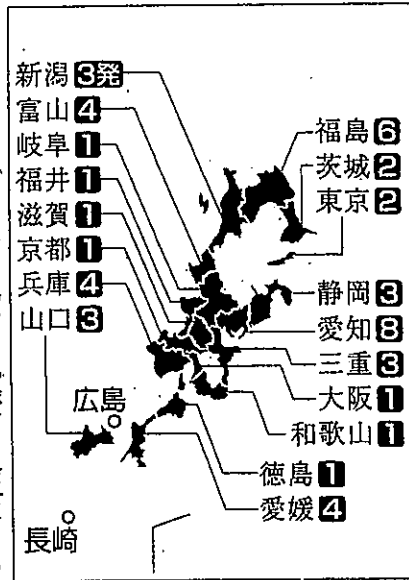 新潟3発
富山4
岐阜1
福井1
滋賀1
京都1
兵庫4
山口3
福島6
茨城2
東京2
静岡3
愛知8
三重3
大阪1
和歌山1
徳島1
愛媛4
広島
長崎